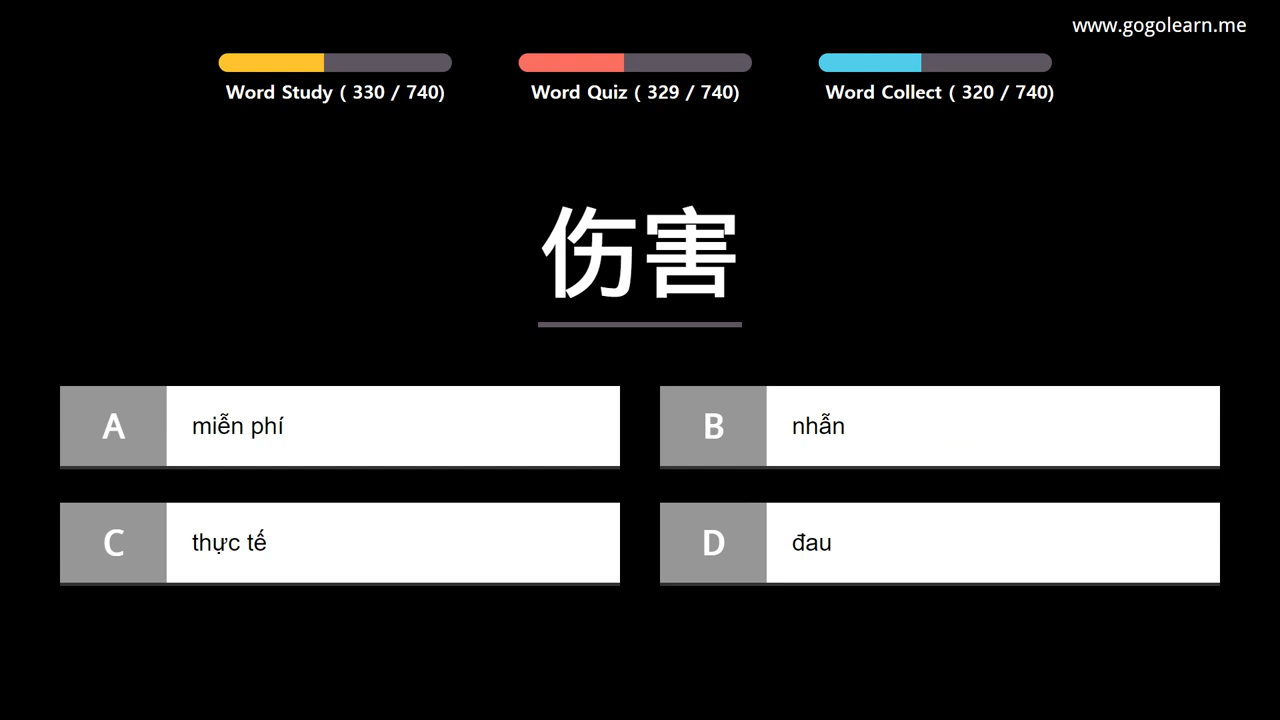 www.gogolearn.me
Word Study ( 330 / 740)
Word Quiz ( 329 / 740)
Word Collect ( 320 / 740)
伤害
A miễn phí
B nhẫn
C thực tế
D đau